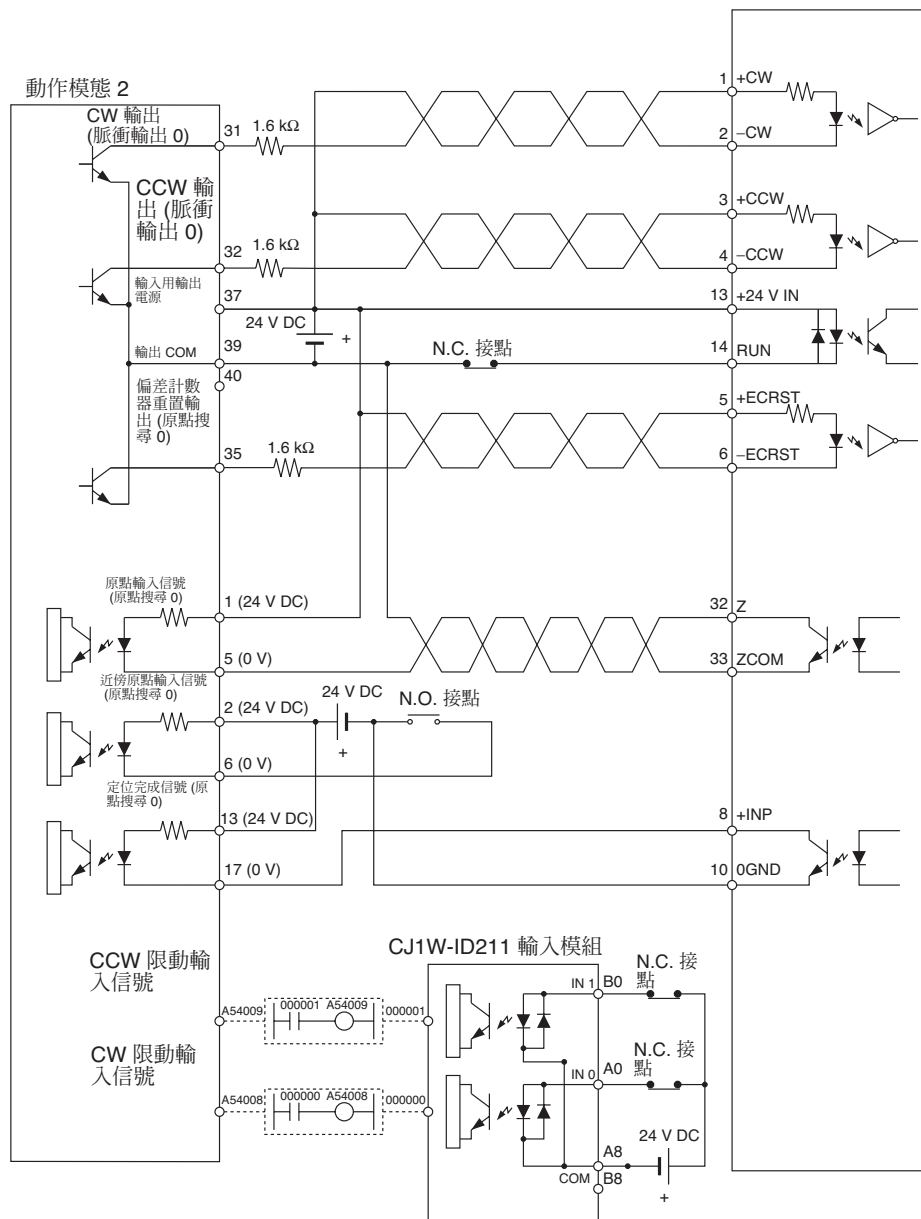 動作模態 2
CW 輸出
(脈衝輸出 0)
31
1.6 kΩ
1
+CW
2
−CW
CCW 輸
出 (脈衝
輸出 0)
32
1.6 kΩ
3
+CCW
4
−CCW
輸入用輸出
電源
37
13
+24 V IN
24 V DC
+
輸出 COM
39
N.C. 接點
14
RUN
40
偏差計數
器重置輸
出 (原點搜
尋 0)
35
1.6 kΩ
5
+ECRST
6
−ECRST
原點輸入信號
(原點搜尋 0)
1 (24 V DC)
5 (0 V)
32
Z
33
ZCOM
近傍原點輸入信號
(原點搜尋 0)
2 (24 V DC)
6 (0 V)
24 V DC
+
N.O. 接點
定位完成信號 (原
點搜尋 0)
13 (24 V DC)
17 (0 V)
8
+INP
10
0GND
CJ1W-ID211 輸入模組
CCW 限動輸
入信號
A54009
000001
A54009
000001
IN 1
B0
N.C. 接
點
CW 限動輸
入信號
A54008
000000
A54008
000000
IN 0
A0
N.C. 接
點
A8
COM
B8
24 V DC
+